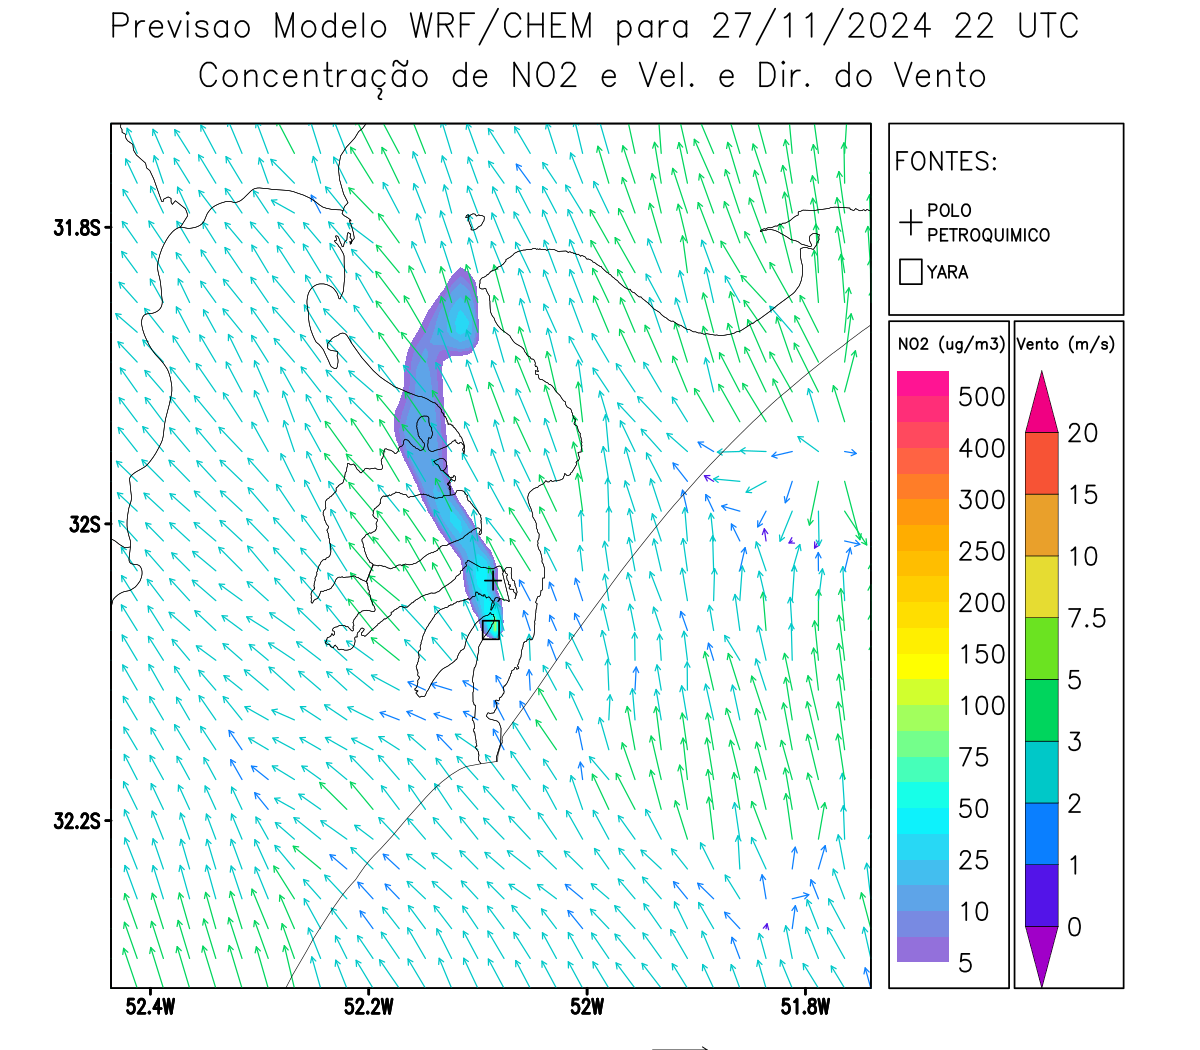 Previsao Modelo WRF/CHEM para 27/11/2024 22 UTC
Concentração de NO2 e Vel. e Dir. do Vento
FONTES:
POLO
PETROQUIMICO
YARA
NO2 (ug/m3)
500
400
300
250
200
150
100
75
50
25
10
5
Vento (m/s)
20
15
10
7.5
5
3
2
1
0
31.8S
32S
32.2S
52.4W
52.2W
52W
51.8W